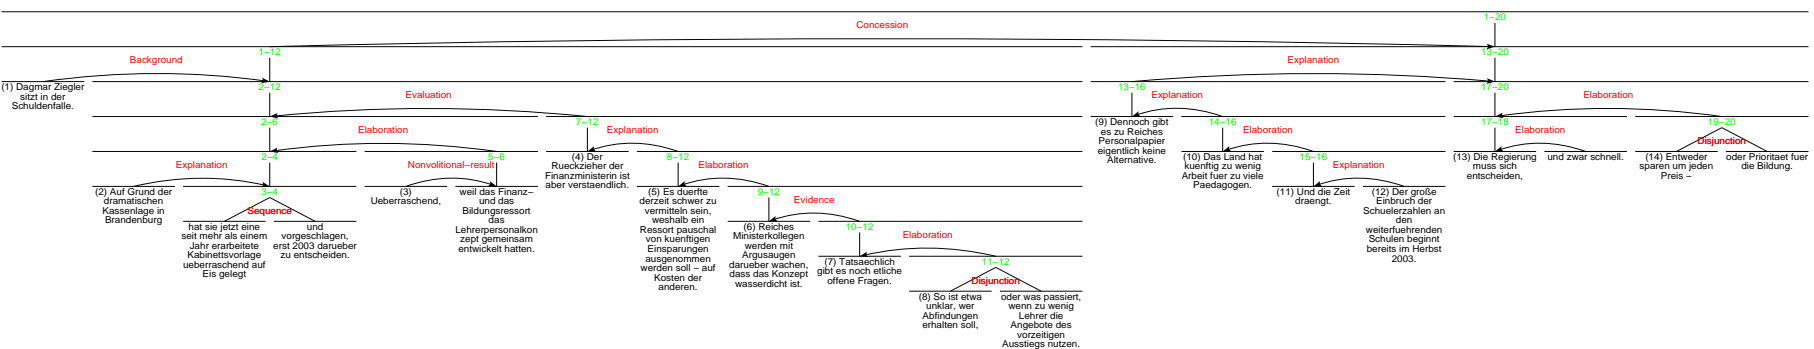 1–20
Concession
1–12
13–20
Background
Explanation
(1) Dagmar Ziegler
sitzt in der
Schuldenfalle.
2–12
13–16
17–20
Evaluation
Explanation
Elaboration
2–6
7–12
(9) Dennoch gibt
es zu Reiches
Personalpapier
eigentlich keine
Alternative.
14–16
17–18
19–20
Elaboration
Explanation
Elaboration
Elaboration
Disjunction
2–4
5–6
(4) Der
Rueckzieher der
Finanzministerin ist
aber verstaendlich.
8–12
(10) Das Land hat
kuenftig zu wenig
Arbeit fuer zu viele
Paedagogen.
15–16
(13) Die Regierung
muss sich
entscheiden,
und zwar schnell.
(14) Entweder
sparen um jeden
Preis –
oder Prioritaet fuer
die Bildung.
Explanation
Nonvolitional–result
Elaboration
Explanation
(2) Auf Grund der
dramatischen
Kassenlage in
Brandenburg
3–4
(3)
Ueberraschend,
weil das Finanz–
und das
Bildungsressort
das
Lehrerpersonalkon
zept gemeinsam
entwickelt hatten.
(5) Es duerfte
derzeit schwer zu
vermitteln sein,
weshalb ein
Ressort pauschal
von kuenftigen
Einsparungen
ausgenommen
werden soll – auf
Kosten der
anderen.
9–12
(11) Und die Zeit
draengt.
(12) Der große
Einbruch der
Schuelerzahlen an
den
weiterfuehrenden
Schulen beginnt
bereits im Herbst
2003.
Sequence
Evidence
hat sie jetzt eine
seit mehr als einem
Jahr erarbeitete
Kabinettsvorlage
ueberraschend auf
Eis gelegt
und
vorgeschlagen,
erst 2003 darueber
zu entscheiden.
(6) Reiches
Ministerkollegen
werden mit
Argusaugen
darueber wachen,
dass das Konzept
wasserdicht ist.
10–12
Elaboration
(7) Tatsaechlich
gibt es noch etliche
offene Fragen.
11–12
Disjunction
(8) So ist etwa
unklar, wer
Abfindungen
erhalten soll,
oder was passiert,
wenn zu wenig
Lehrer die
Angebote des
vorzeitigen
Ausstiegs nutzen.